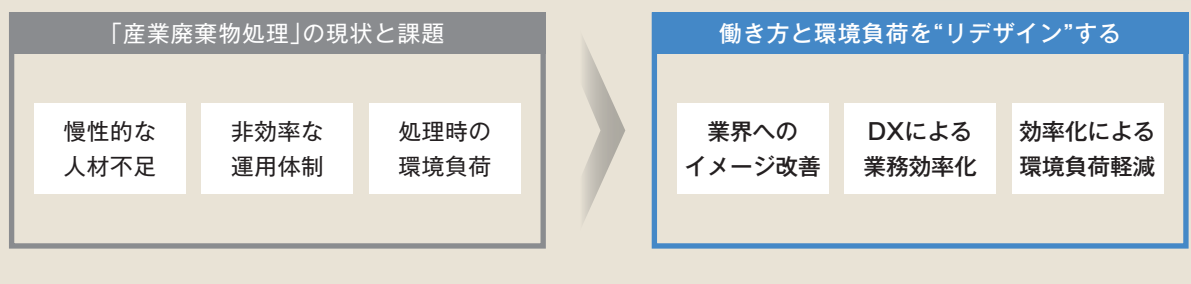 「産業廃棄物処理」の現状と課題
慢性的な
人材不足
非効率な
運用体制
処理時の
環境負荷
働き方と環境負荷を“リデザイン”する
業界への
イメージ改善
DXによる
業務効率化
効率化による
環境負荷軽減